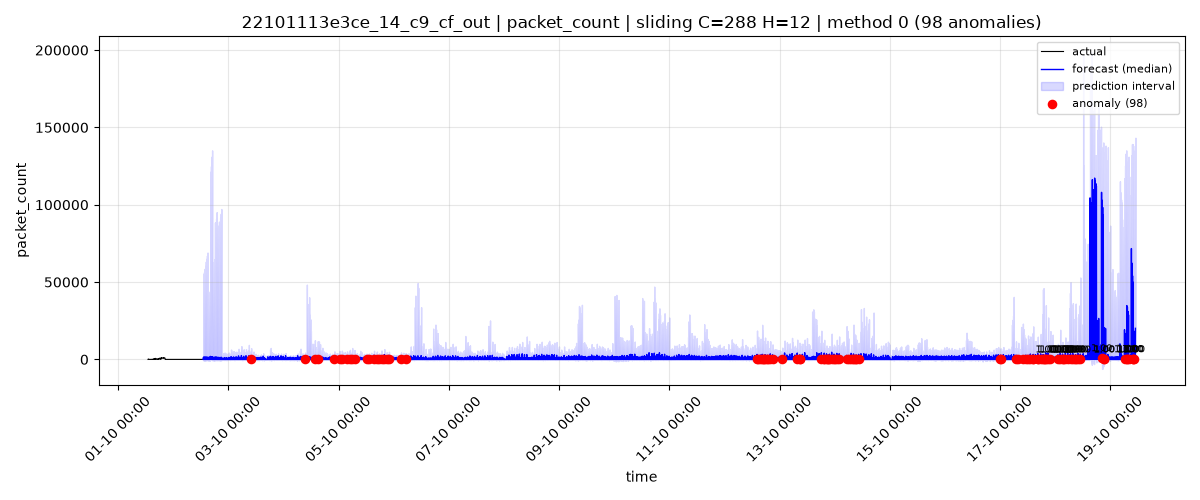 22101113e3ce_14_c9_cf_out | packet_count | sliding C=288 H=12 | method 0 (98 anomalies)
200000
150000
100000
50000
0
packet_count
actual
forecast (median)
prediction interval
anomaly (98)
01-10 00:00
03-10 00:00
05-10 00:00
07-10 00:00
09-10 00:00
11-10 00:00
13-10 00:00
15-10 00:00
17-10 00:00
19-10 00:00
time